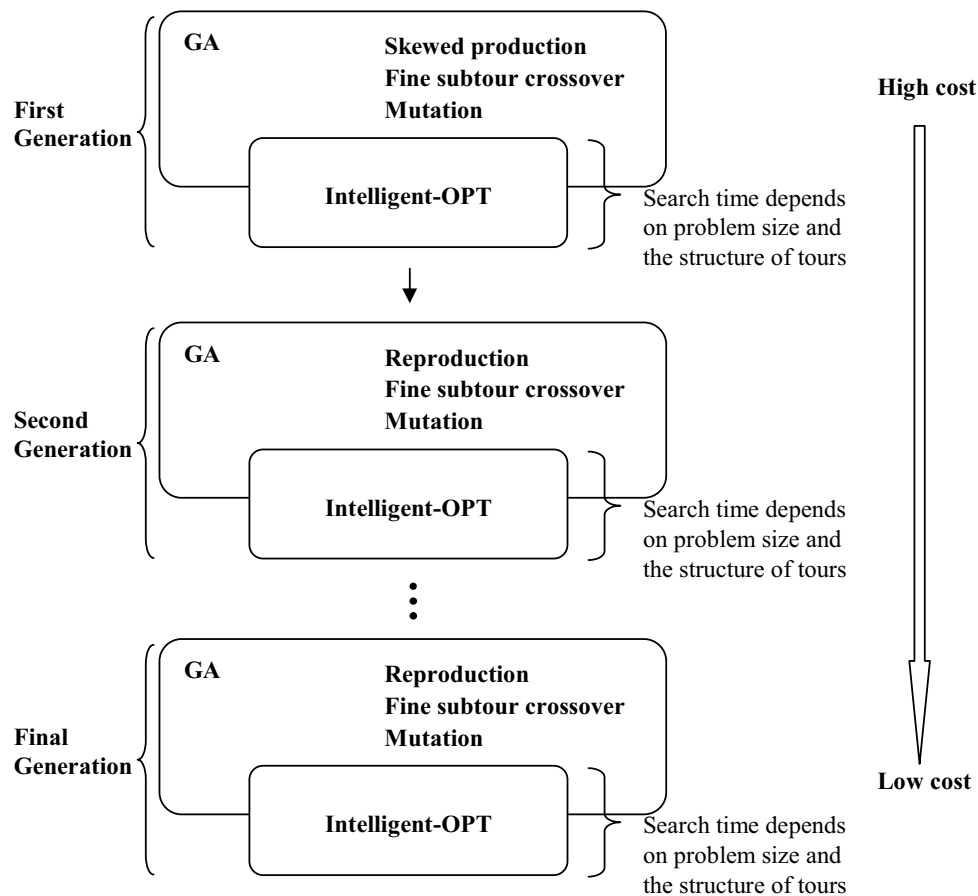 GA
Skewed production
Fine subtour crossover
Mutation
First
Generation
Intelligent-OPT
Search time depends
on problem size and
the structure of tours
High cost
GA
Reproduction
Fine subtour crossover
Mutation
Second
Generation
Intelligent-OPT
Search time depends
on problem size and
the structure of tours
GA
Reproduction
Fine subtour crossover
Mutation
Final
Generation
Intelligent-OPT
Search time depends
on problem size and
the structure of tours
Low cost